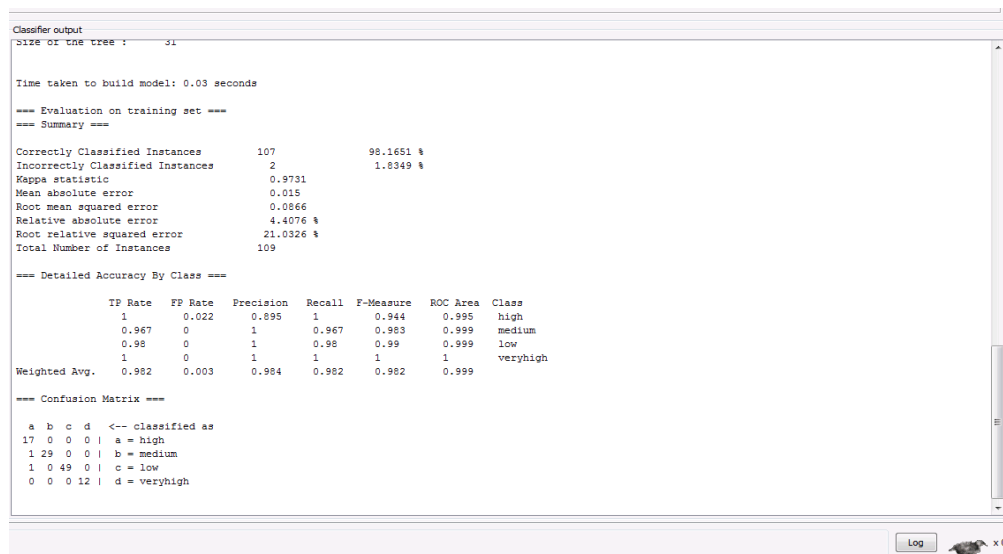 Classifier output
Size of the tree : 31
Time taken to build model: 0.03 seconds
=== Evaluation on training set ===
=== Summary ===
Correctly Classified Instances 107 98.1651 %
Incorrectly Classified Instances 2 1.8349 %
Kappa statistic 0.9731
Mean absolute error 0.015
Root mean squared error 0.0866
Relative absolute error 4.4076 %
Root relative squared error 21.0326 %
Total Number of Instances 109
=== Detailed Accuracy By Class ===
TP Rate FP Rate Precision Recall F-Measure ROC Area Class
1 0.022 0.895 1 0.944 0.995 high
0.967 0 1 0.967 0.983 0.999 medium
0.98 0 1 0.98 0.99 0.999 low
1 0 1 1 1 1 veryhigh
Weighted Avg. 0.982 0.003 0.984 0.982 0.982 0.999
=== Confusion Matrix ===
a b c d <-- classified as
17 0 0 0 | a = high
1 29 0 0 | b = medium
1 0 49 0 | c = low
0 0 0 12 | d = veryhigh
Log